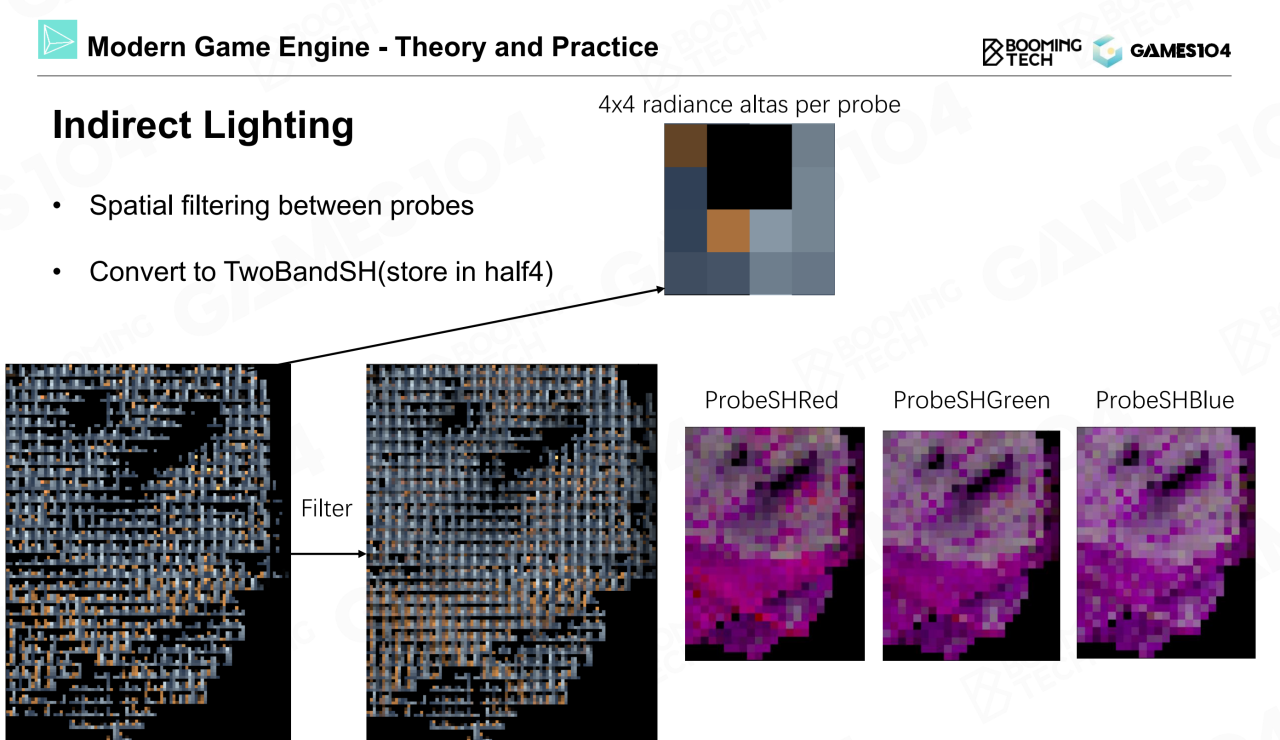 Modern Game Engine - Theory and Practice
BOOMING
TECH
GAMES104
Indirect Lighting
4x4 radiance altas per probe
• Spatial filtering between probes
• Convert to TwoBandSH(store in half4)
Filter
ProbeSHRed
ProbeSHGreen
ProbeSHBlue